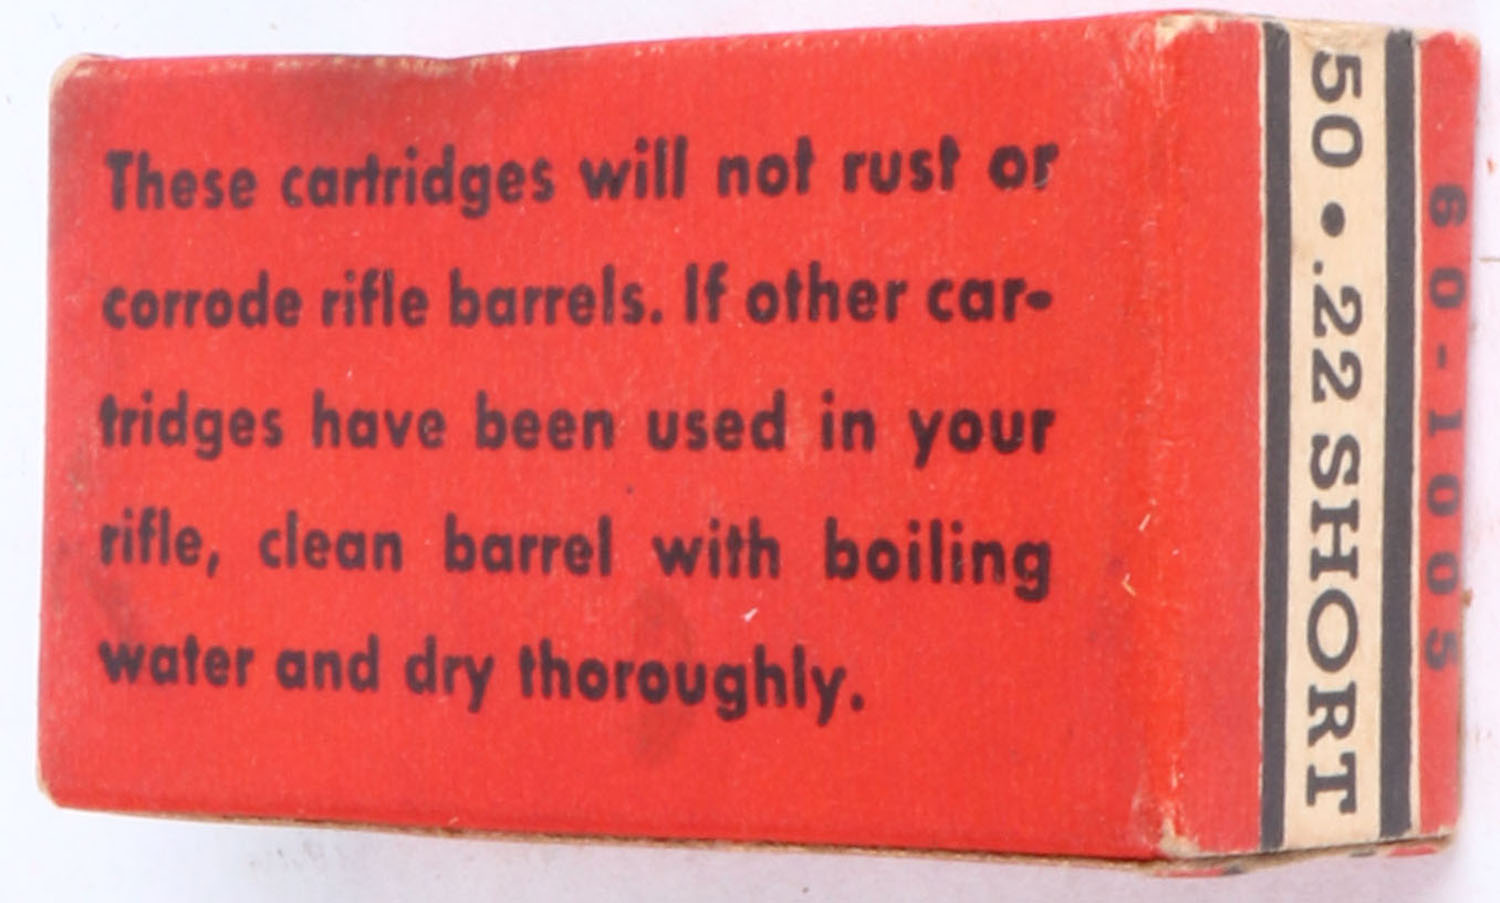 These cartridges will not rust or
corrode rifle barrels. If other car-
tridges have been used in your
rifle, clean barrel with boiling
water and dry thoroughly.
50 • .22 SHORT
60-1005